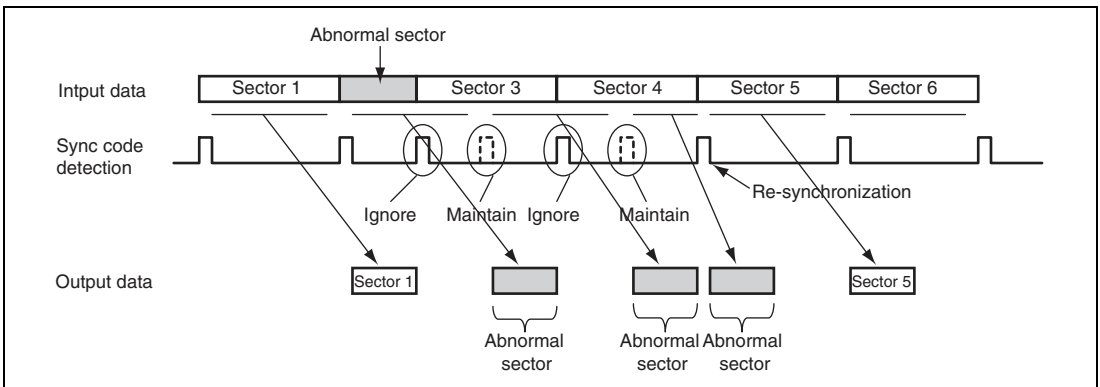 Abnormal sector
Intput data
Sector 1
Sector 3
Sector 4
Sector 5
Sector 6
Sync code
detection
Ignore
Maintain
Ignore
Maintain
Re-synchronization
Output data
Sector 1
Sector 5
Abnormal
sector
Abnormal
sector
Abnormal
sector